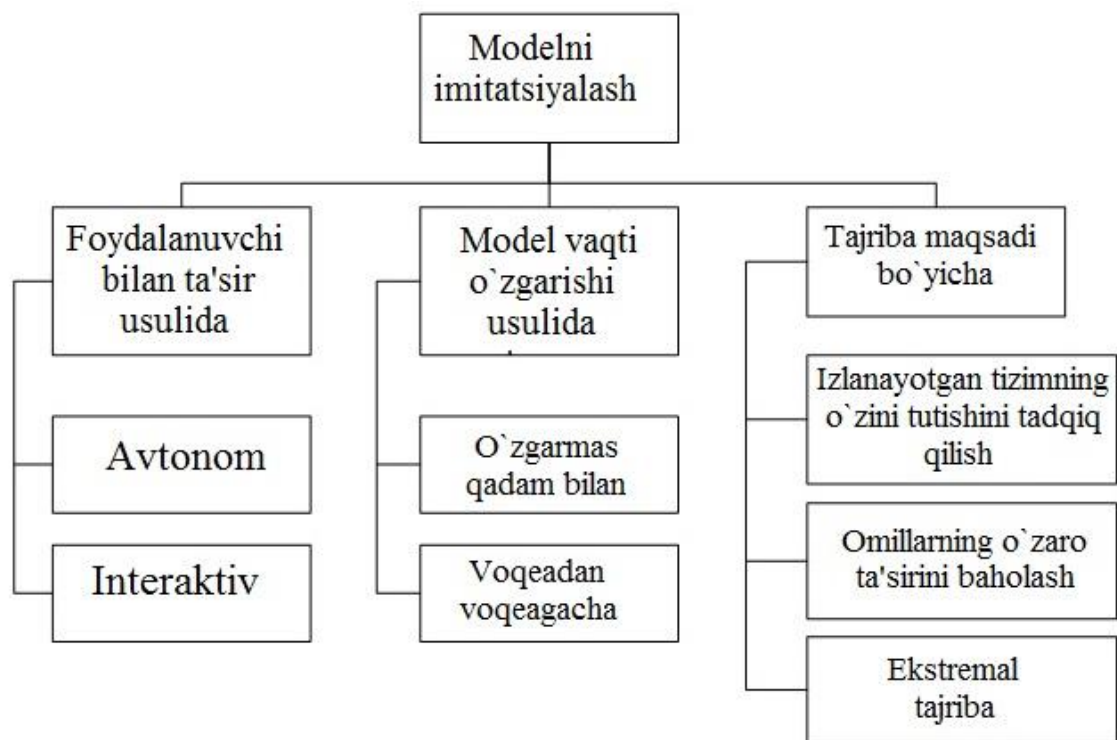 Modelni
imitatsiyalash
Foydalanuvchi
bilan ta'sir
usulida
Avtonom
Interaktiv
Model vaqti
o`zgarishi
usulida
O`zgarmas
qadam bilan
Voqeadan
voqeagacha
Tajriba maqsadi
bo`yicha
Izlanayotgan tizimning
o`zini tutishini tadqiq
qilish
Omillarning o`zaro
ta'sirini baholash
Ekstremal
tajriba